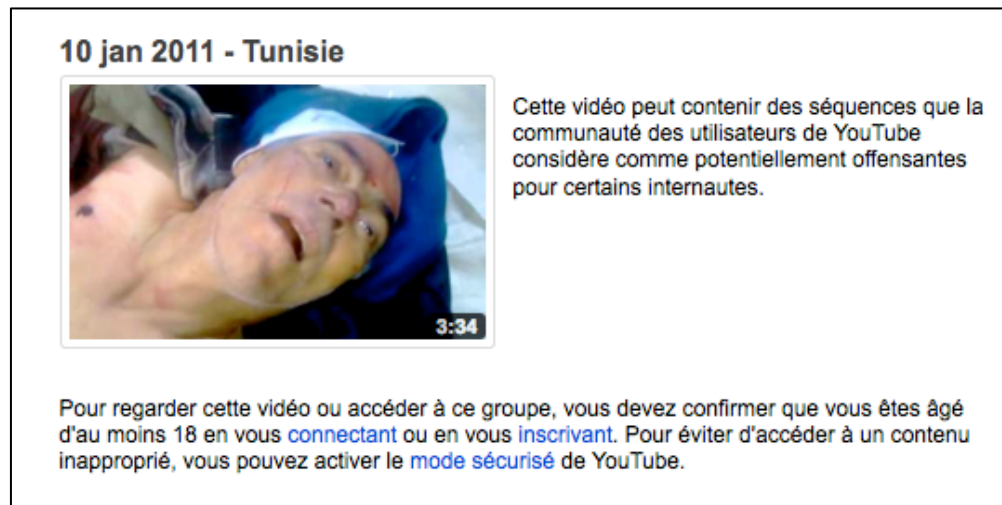 10 jan 2011 - Tunisie
Cette vidéo peut contenir des séquences que la
communauté des utilisateurs de YouTube
considère comme potentiellement offensantes
pour certains internautes.
3:34
Pour regarder cette vidéo ou accéder à ce groupe, vous devez confirmer que vous êtes âgé
d'au moins 18 en vous connectant ou en vous inscrivant. Pour éviter d'accéder à un contenu
inapproprié, vous pouvez activer le mode sécurisé de YouTube.